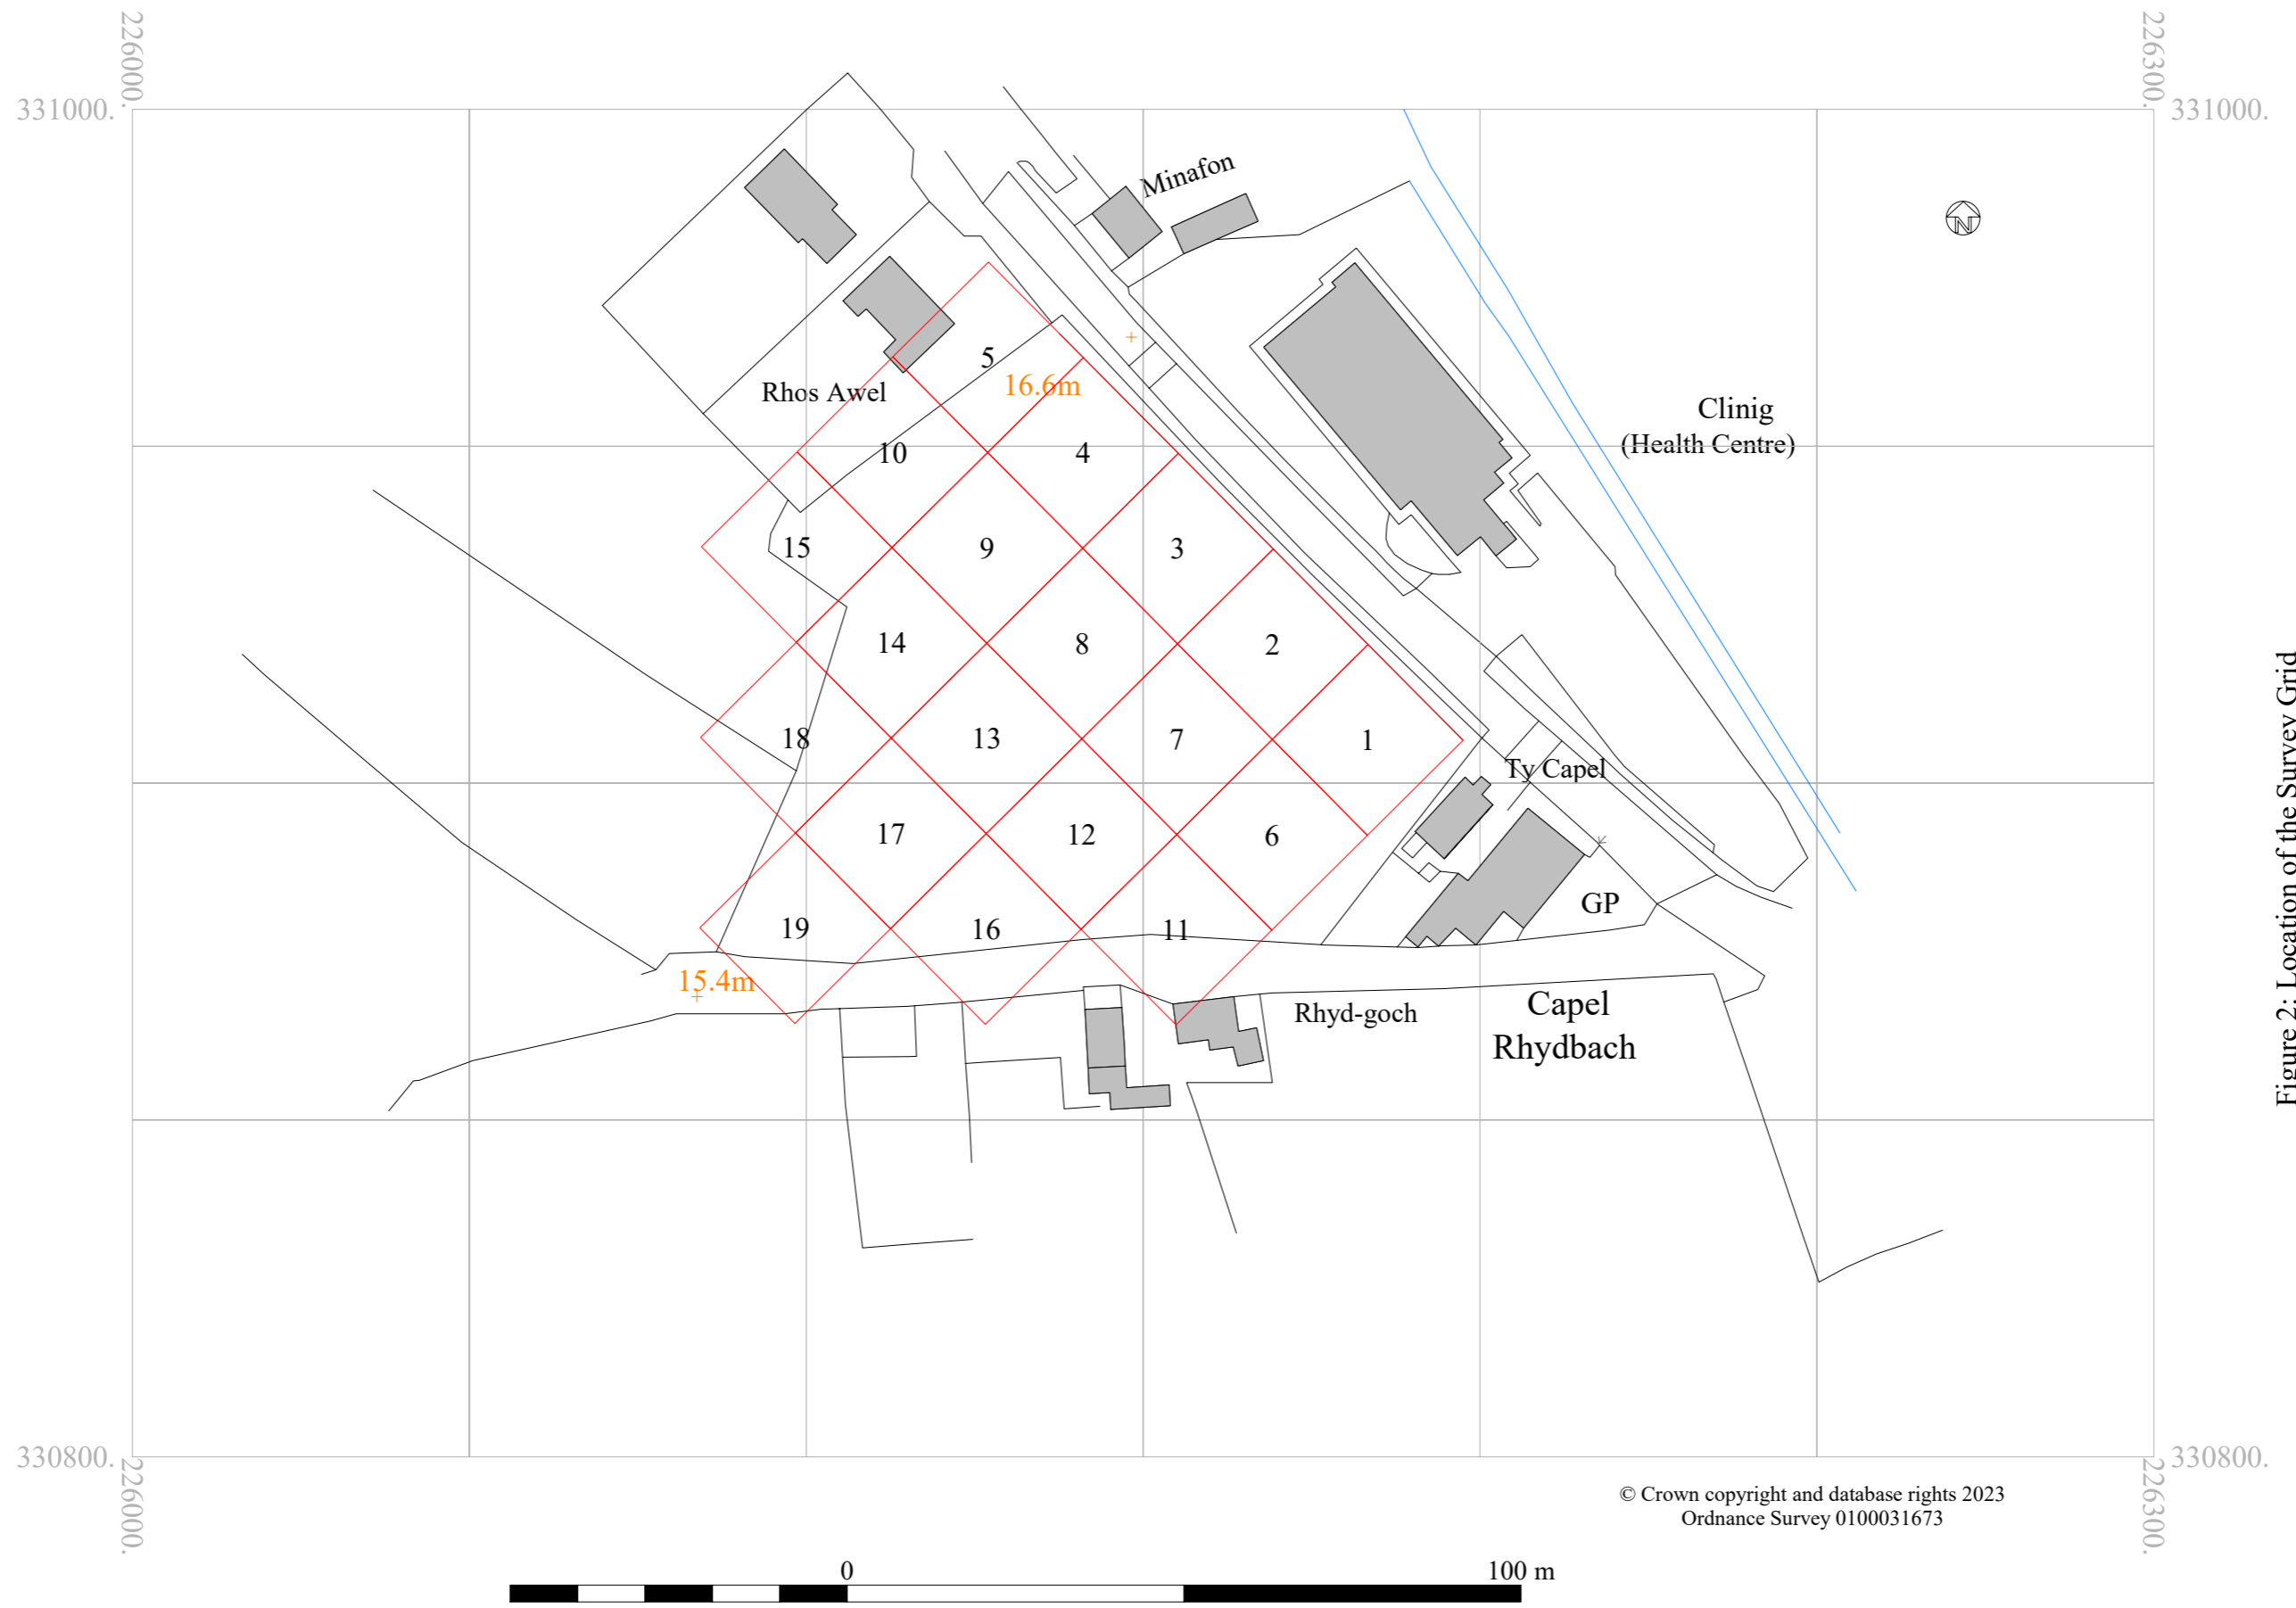 226000.
226300.
331000.
331000.
Minafon
N
5
Rhos Awel
16.6m
Clinig
(Health Centre)
10
4
15
9
3
14
8
2
18
13
7
1
Ty Capel
17
12
6
GP
19
16
11
15.4m
Rhyd-goch
Capel
Rhydbach
Figure 2: Location of the Survey Grid
330800.
330800.
226000.
226300.
© Crown copyright and database rights 2023
Ordnance Survey 0100031673
0
100 m